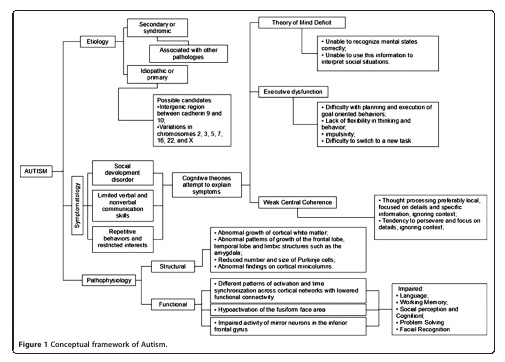 Etiology
Secondary or
syndromic
Associated with other
pathologies
Idiopathic or
primary
Possible candidates:
•Intergenic region
between cadherin 9 and
10;
•Variations in
chromosomes 2, 3, 5, 7,
16, 22, and X
AUTISM
Symptomatology
Social
development
disorder
Limited verbal and
nonverbal
communication
skills
Repetitive
behaviors and
restricted interests
Cognitive theories
attempt to explain
symptoms
Theory of Mind Deficit
• Unable to recognize mental states
correctly;
• Unable to use this information to
interpret social situations.
Executive dysfunction
• Difficulty with planning and execution of
goal oriented behaviors;
• Lack of flexibility in thinking and
behavior;
• impulsivity;
• Difficulty to switch to a new task.
Weak Central Coherence
• Thought processing preferably local,
focused on details and specific
information, ignoring context;
• Tendency to persevere and focus on
details, ignoring context;
Pathophysiology
Structural
• Abnormal growth of cortical white matter;
• Abnormal patterns of growth of the frontal lobe,
temporal lobe and limbic structures such as the
amygdala;
• Reduced number and size of Purkinje cells;
• Abnormal findings on cortical minicolumns.
Functional
• Different patterns of activation and time
synchronization across cortical networks with lowered
functional connectivity
• Hypoactivation of the fusiform face area
• Impaired activity of mirror neurons in the inferior
frontal gyrus
Impaired
• Language;
• Working Memory;
• Social perception and
Cognitiont;
• Problem Solving
• Facial Recognition
Figure 1 Conceptual framework of Autism.